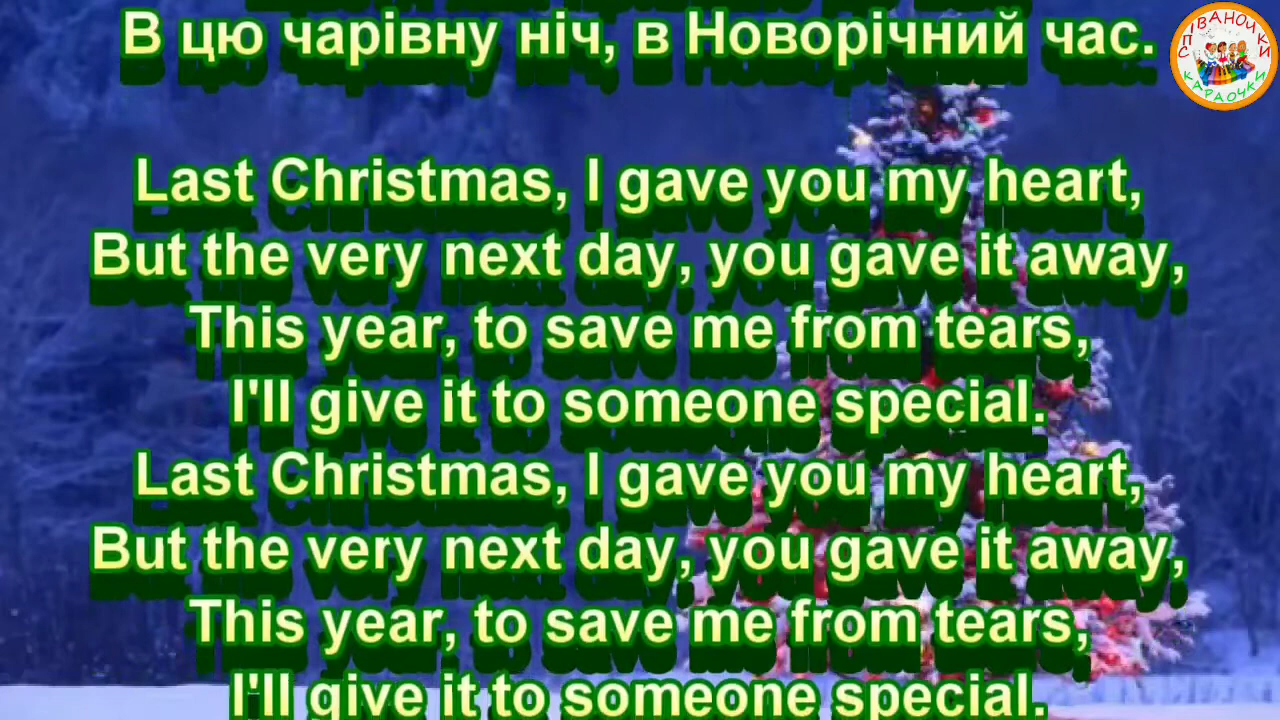 В цю чарівну ніч, в Новорічний час.
Last Christmas, I gave you my heart,
But the very next day, you gave it away,
This year, to save me from tears,
I'll give it to someone special.
Last Christmas, I gave you my heart,
But the very next day, you gave it away,
This year, to save me from tears,
I'll give it to someone special.
СПІВАНОЧКИ
КАРАОЧКИ